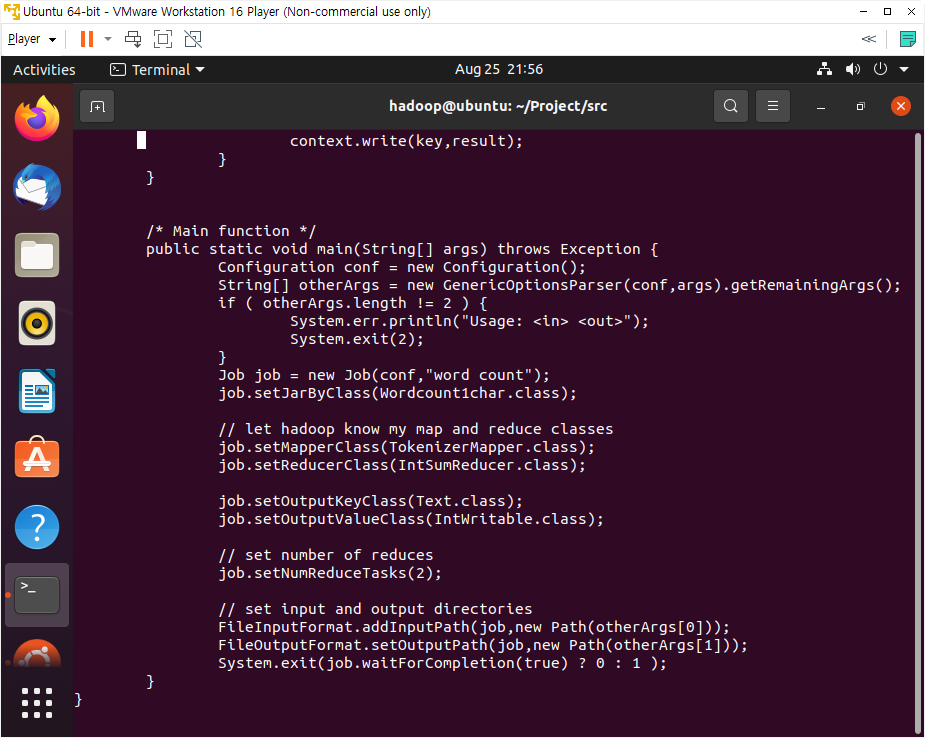 Ubuntu 64-bit - VMware Workstation 16 Player (Non-commercial use only)
Player
Activities
Terminal
Aug 25 21:56
hadoop@ubuntu: ~/Project/src
                        context.write(key,result);
                }
        }


        /* Main function */
        public static void main(String[] args) throws Exception {
                Configuration conf = new Configuration();
                String[] otherArgs = new GenericOptionsParser(conf,args).getRemainingArgs();
                if ( otherArgs.length != 2 ) {
                        System.err.println("Usage: <in> <out>");
                        System.exit(2);
                }
                Job job = new Job(conf,"word count");
                job.setJarByClass(Wordcount1char.class);

                // let hadoop know my map and reduce classes
                job.setMapperClass(TokenizerMapper.class);
                job.setReducerClass(IntSumReducer.class);

                job.setOutputKeyClass(Text.class);
                job.setOutputValueClass(IntWritable.class);

                // set number of reduces
                job.setNumReduceTasks(2);

                // set input and output directories
                FileInputFormat.addInputPath(job,new Path(otherArgs[0]));
                FileOutputFormat.setOutputPath(job,new Path(otherArgs[1]));
                System.exit(job.waitForCompletion(true) ? 0 : 1 );
        }
}